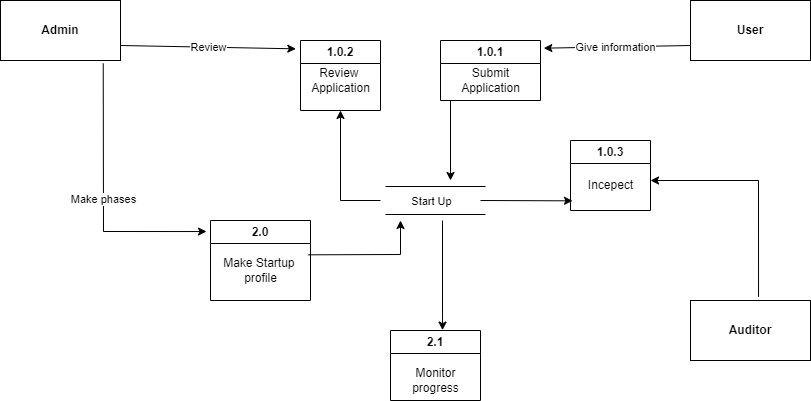 Admin
User
Review
1.0.2
Review
Application
1.0.1
Submit
Application
Give information
1.0.3
Incepect
Make phases
Start Up
2.0
Make Startup
profile
2.1
Monitor
progress
Auditor